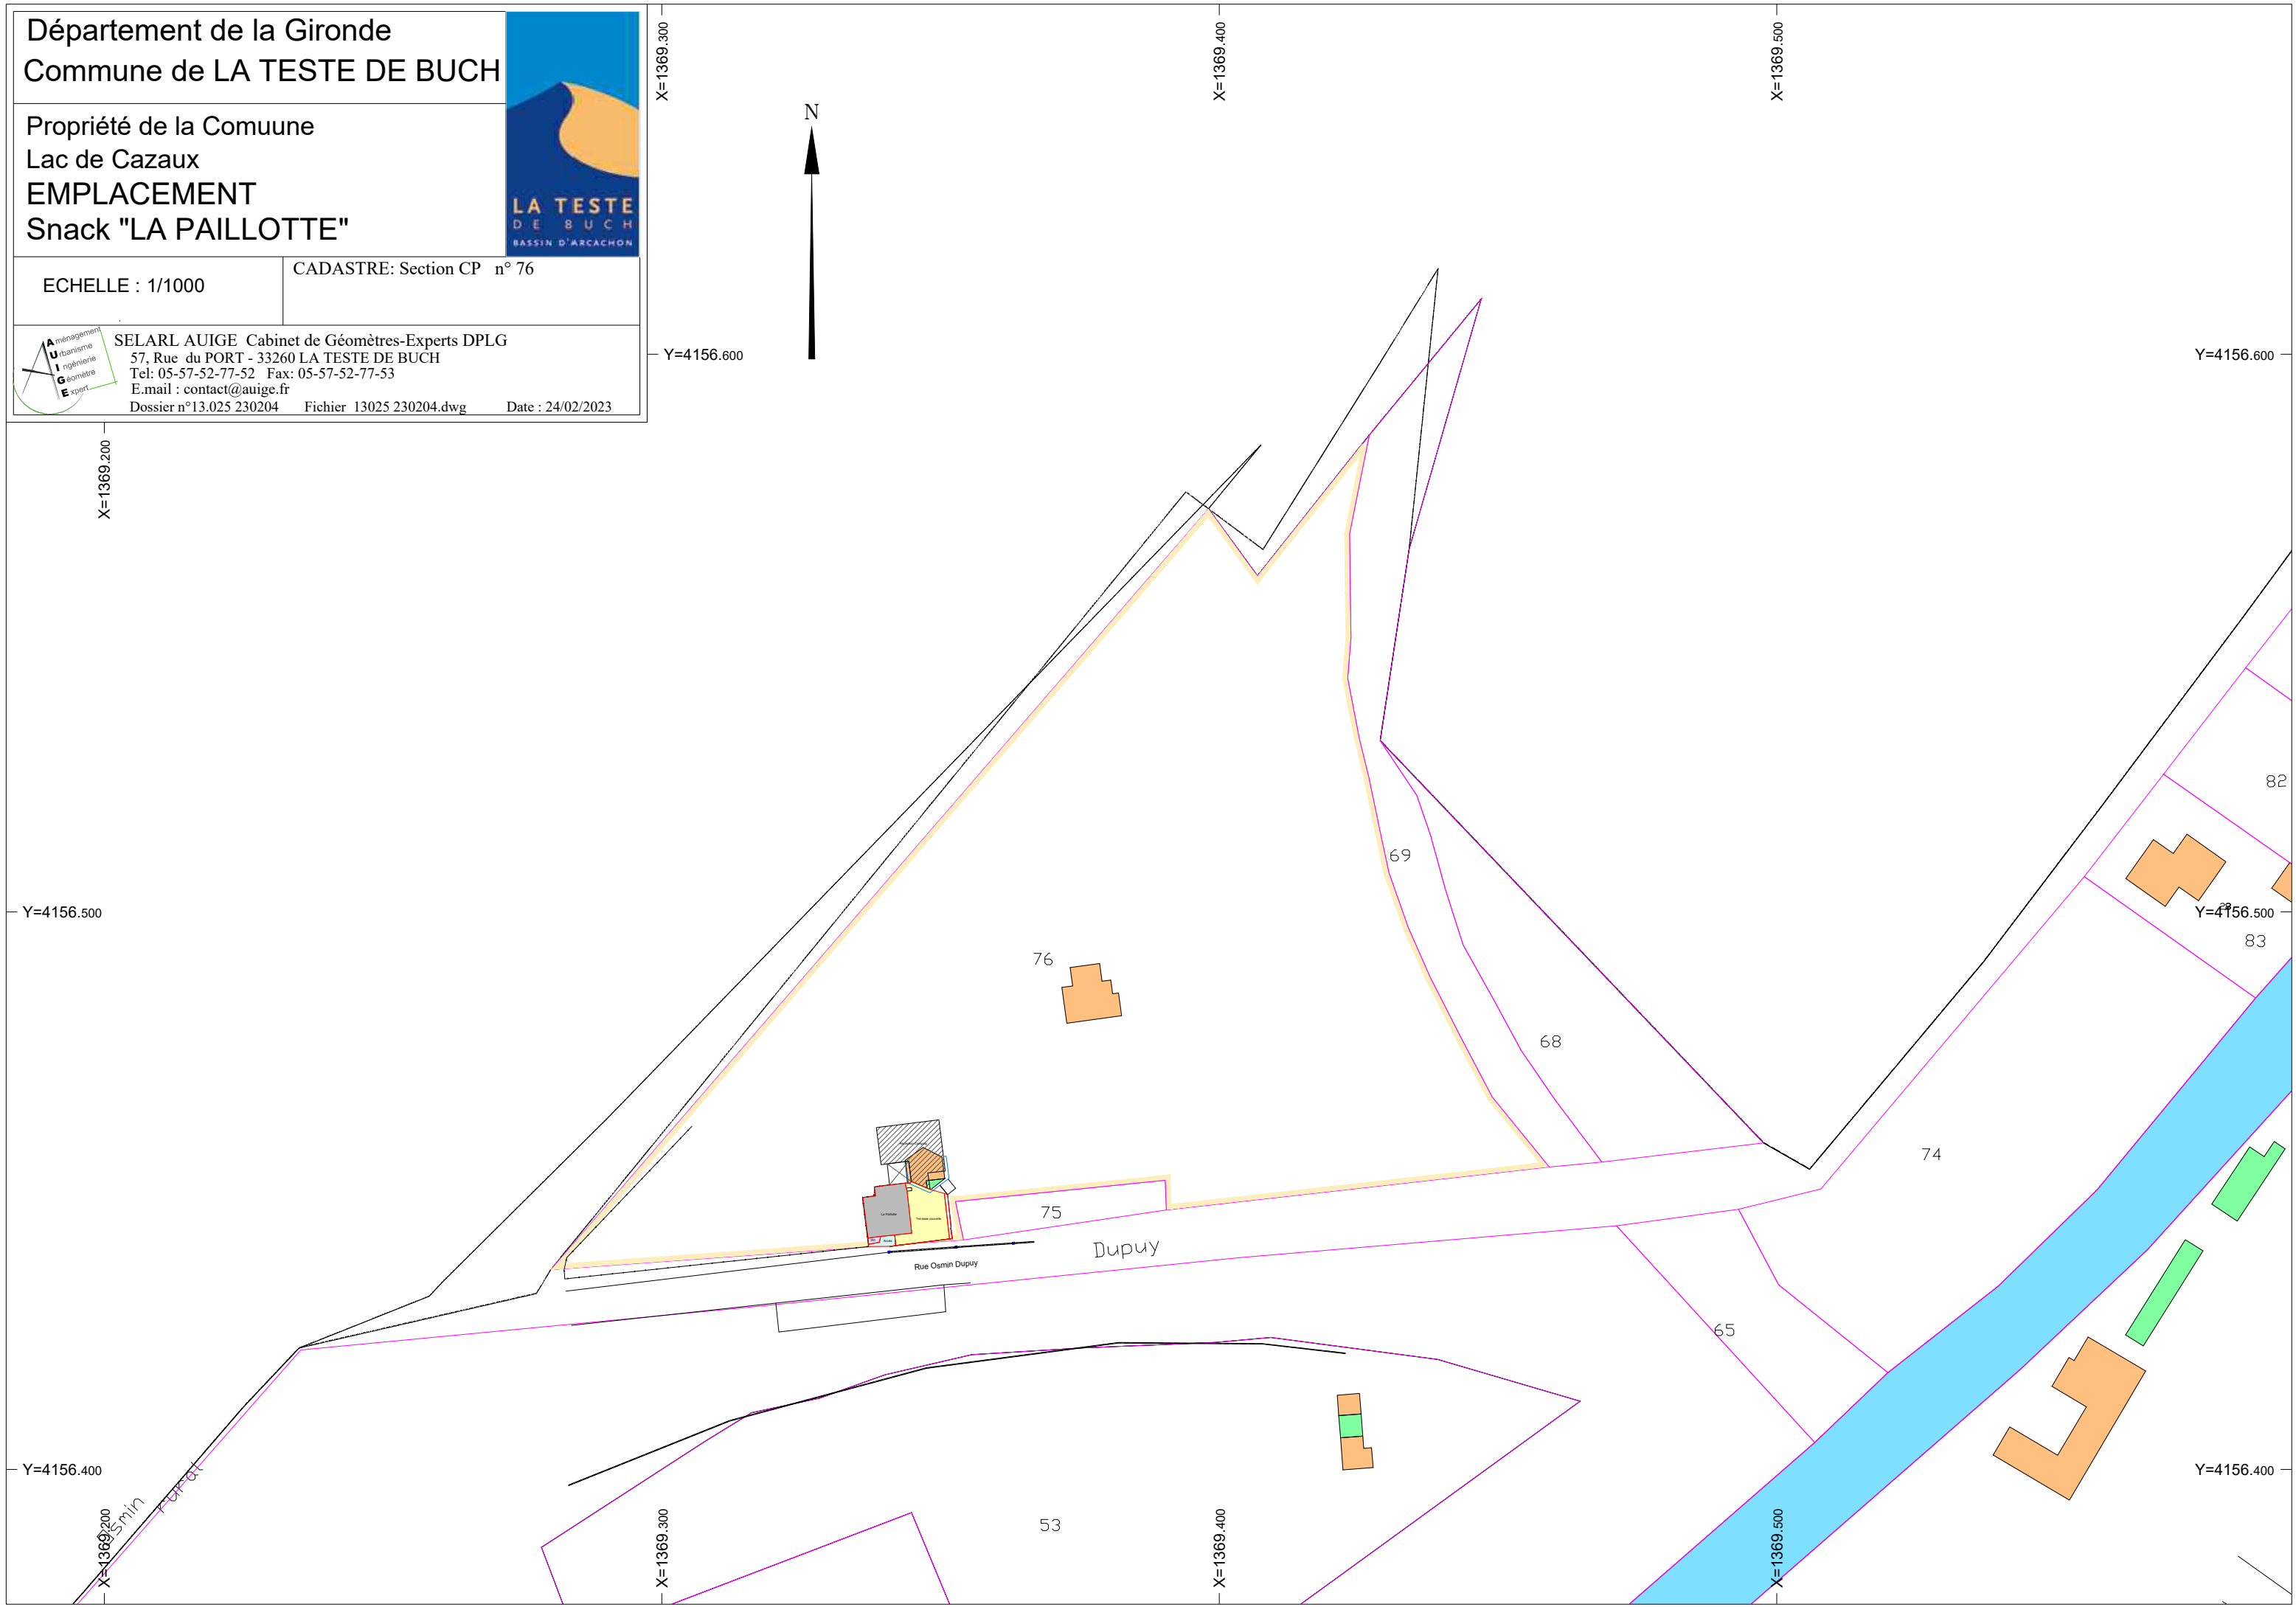 Département de la Gironde
Commune de LA TESTE DE BUCH
Propriété de la Comuune
Lac de Cazaux
EMPLACEMENT
Snack "LA PAILLOTTE"
LA TESTE
DE BUCH
BASSIN D'ARCACHON
ECHELLE : 1/1000
CADASTRE: Section CP n° 76
Aménagement
Urbanisme
Ingénierie
Géomètre
Expert
SELARL AUIGE Cabinet de Géomètres-Experts DPLG
57, Rue du PORT - 33260 LA TESTE DE BUCH
Tel: 05-57-52-77-52 Fax: 05-57-52-77-53
E.mail : contact@auige.fr
Dossier n°13.025 230204 Fichier 13025 230204.dwg Date : 24/02/2023
X=1369.300
X=1369.400
X=1369.500
N
Y=4156.600
Y=4156.600
X=1369.200
82
69
Y=4156.500
Y=4156.500
83
76
68
74
75
Dupuy
Rue Osmin Dupuy
65
Y=4156.400
Y=4156.400
rural
Osmin
53
X=1369.200
X=1369.300
X=1369.400
X=1369.500